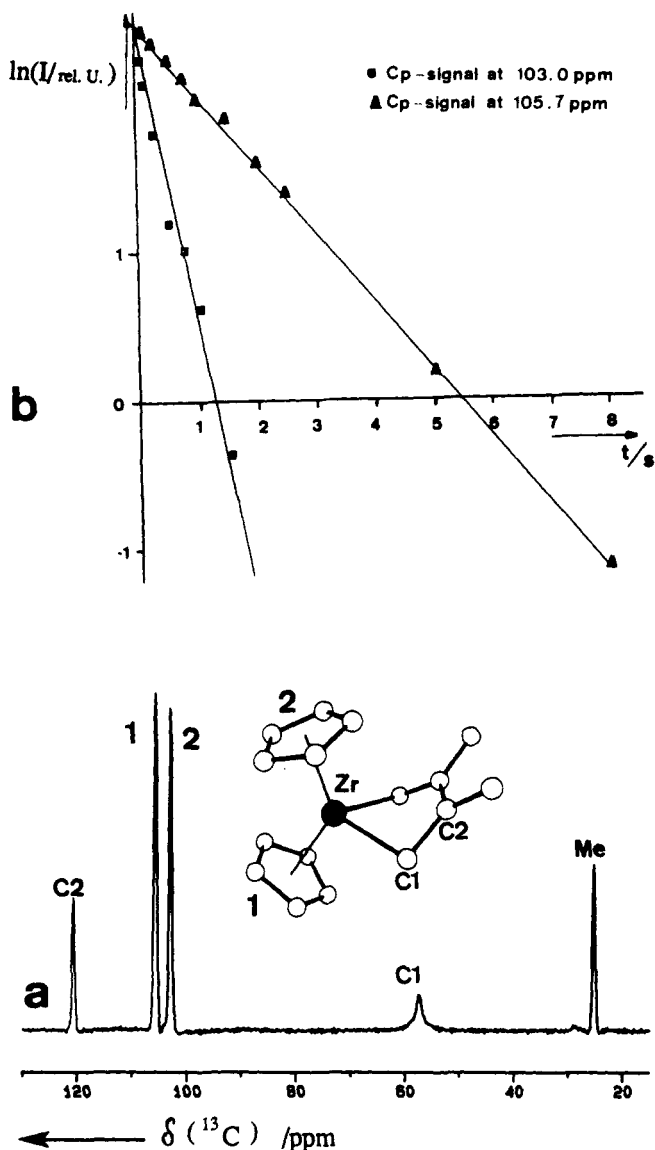 ln(I/rel. U.)
■ Cp-signal at 103.0 ppm
▲ Cp-signal at 105.7 ppm
1
b
0
1 2 3 4 5 6 7 8
t/s
-1
1 2
2
Zr
C2
C1
1
C2
C1
Me
a
120 100 80 60 40 20
δ (¹³C) /ppm